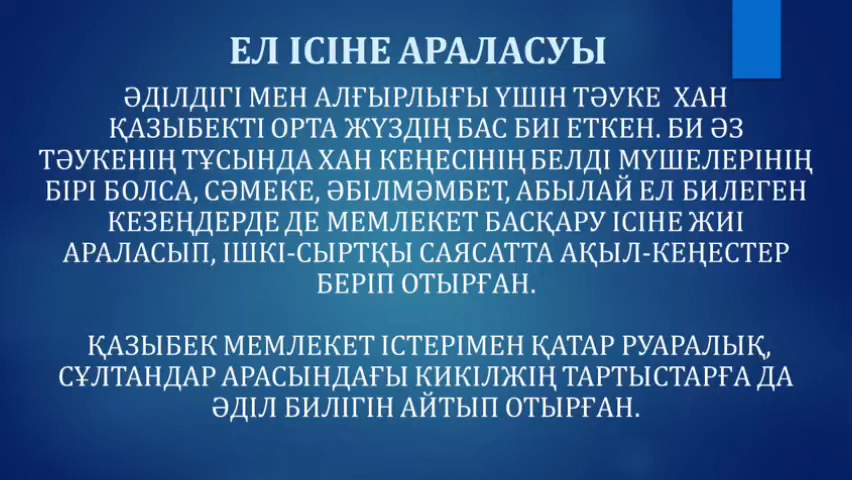 ЕЛ ІСІНЕ АРАЛАСУЫ
ӘДІЛДІГІ МЕН АЛҒЫРЛЫҒЫ ҮШІН ТӘУКЕ ХАН
ҚАЗЫБЕКТІ ОРТА ЖҮЗДІҢ БАС БИІ ЕТКЕН. БИ ӘЗ
ТӘУКЕНІҢ ТҰСЫНДА ХАН КЕҢЕСІНІҢ БЕЛДІ МҮШЕЛЕРІНІҢ
БІРІ БОЛСА, СӘМЕКЕ, ӘБІЛМӘМБЕТ, АБЫЛАЙ ЕЛ БИЛЕГЕН
КЕЗЕҢДЕРДЕ ДЕ МЕМЛЕКЕТ БАСҚАРУ ІСІНЕ ЖИІ
АРАЛАСЫП, ІШКІ-СЫРТҚЫ САЯСАТТА АҚЫЛ-КЕҢЕСТЕР
БЕРІП ОТЫРҒАН.
ҚАЗЫБЕК МЕМЛЕКЕТ ІСТЕРІМЕН ҚАТАР РУАРАЛЫҚ,
СҰЛТАНДАР АРАСЫНДАҒЫ КИКІЛЖІҢ ТАРТЫСТАРҒА ДА
ӘДІЛ БИЛІГІН АЙТЫП ОТЫРҒАН.